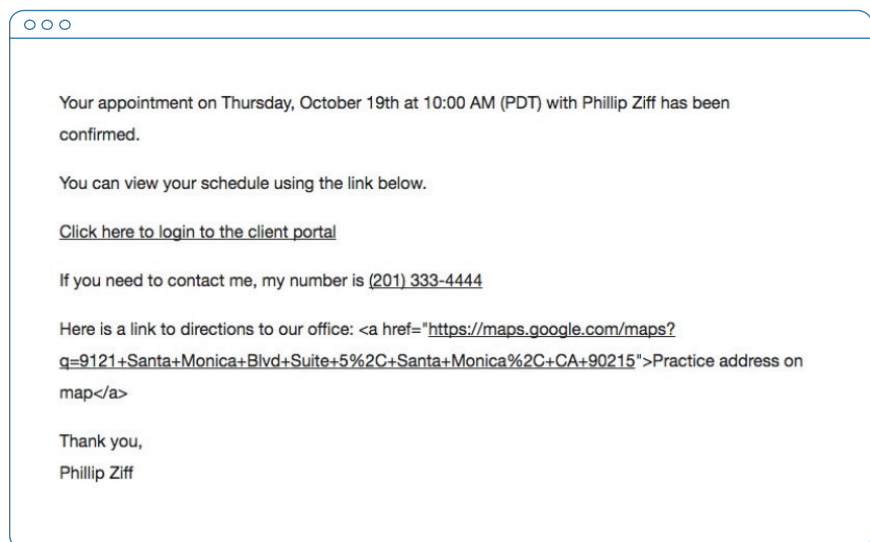 Your appointment on Thursday, October 19th at 10:00 AM (PDT) with Phillip Ziff has been
confirmed.
You can view your schedule using the link below.
Click here to login to the client portal
If you need to contact me, my number is (201) 333-4444
Here is a link to directions to our office: <a href="https://maps.google.com/maps?
q=9121+Santa+Monica+Blvd+Suite+5%2C+Santa+Monica%2C+CA+90215">Practice address on
map</a>
Thank you,
Phillip Ziff